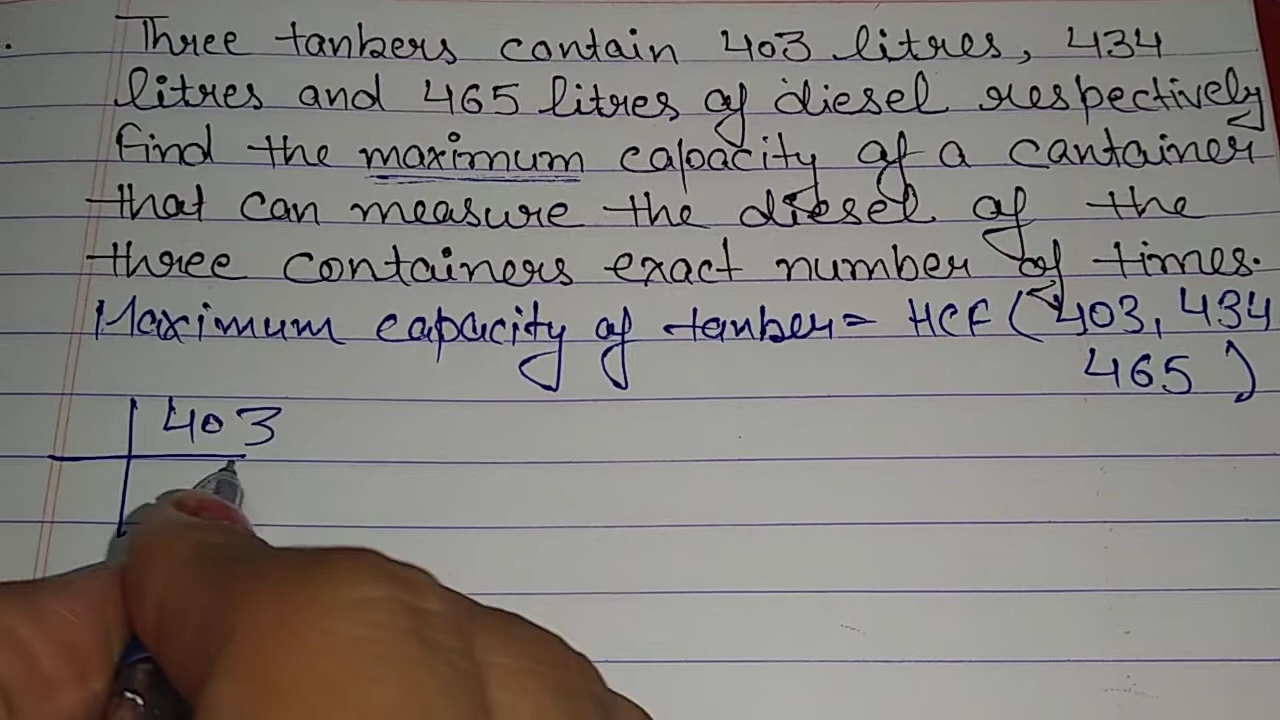 Three tankers contain 403 litres, 434
litres and 465 litres of diesel respectively
find the maximum capacity of a cantainer
that can measure the diesel of the
three containers exact number of times.
Maximum capacity of tanker = HCF (403, 434
465)
403